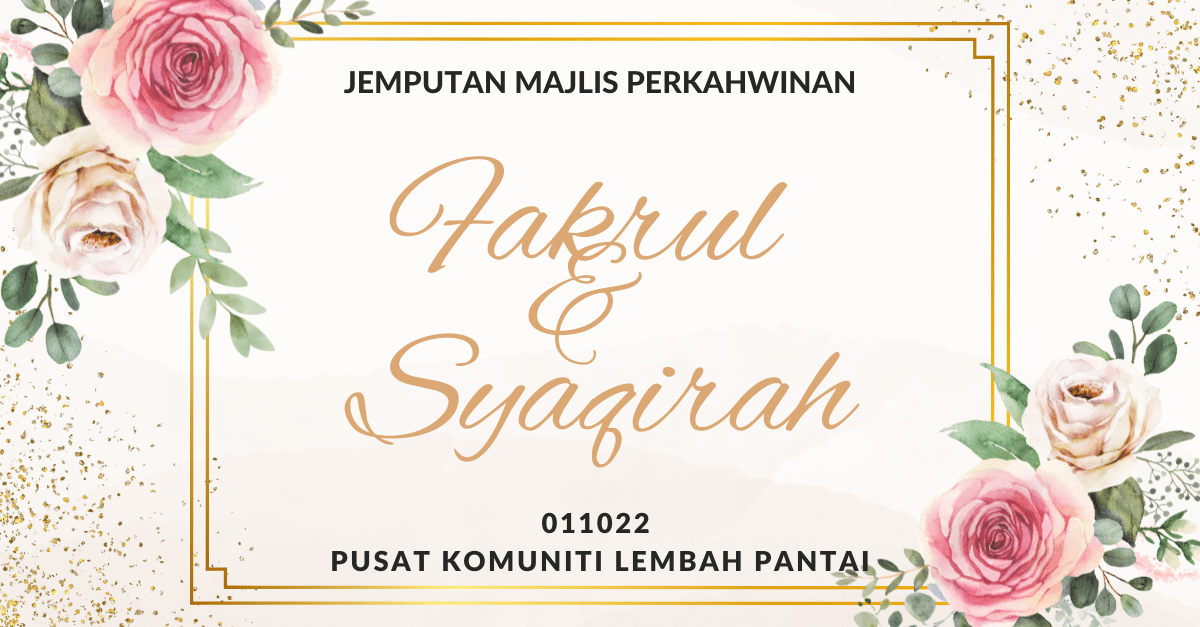 JEMPUTAN MAJLIS PERKAHWINAN
Fakrul
&
Syaqirah
011022
PUSAT KOMUNITI LEMBAH PANTAI